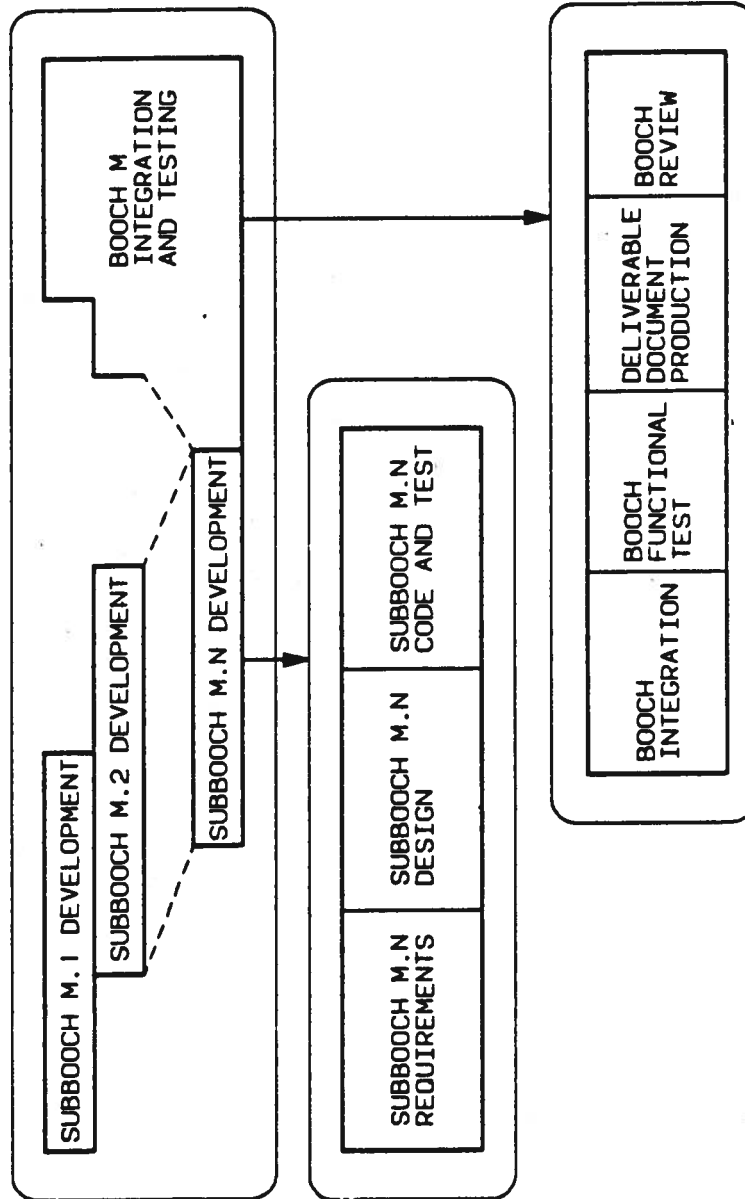 SUBBOOCH M.1 DEVELOPMENT
SUBBOOCH M.2 DEVELOPMENT
SUBBOOCH M.N DEVELOPMENT
BOOCH M
INTEGRATION
AND TESTING
SUBBOOCH M.N
REQUIREMENTS
SUBBOOCH M.N
DESIGN
SUBBOOCH M.N
CODE AND TEST
BOOCH
INTEGRATION
BOOCH
FUNCTIONAL
TEST
DELIVERABLE
DOCUMENT
PRODUCTION
BOOCH
REVIEW